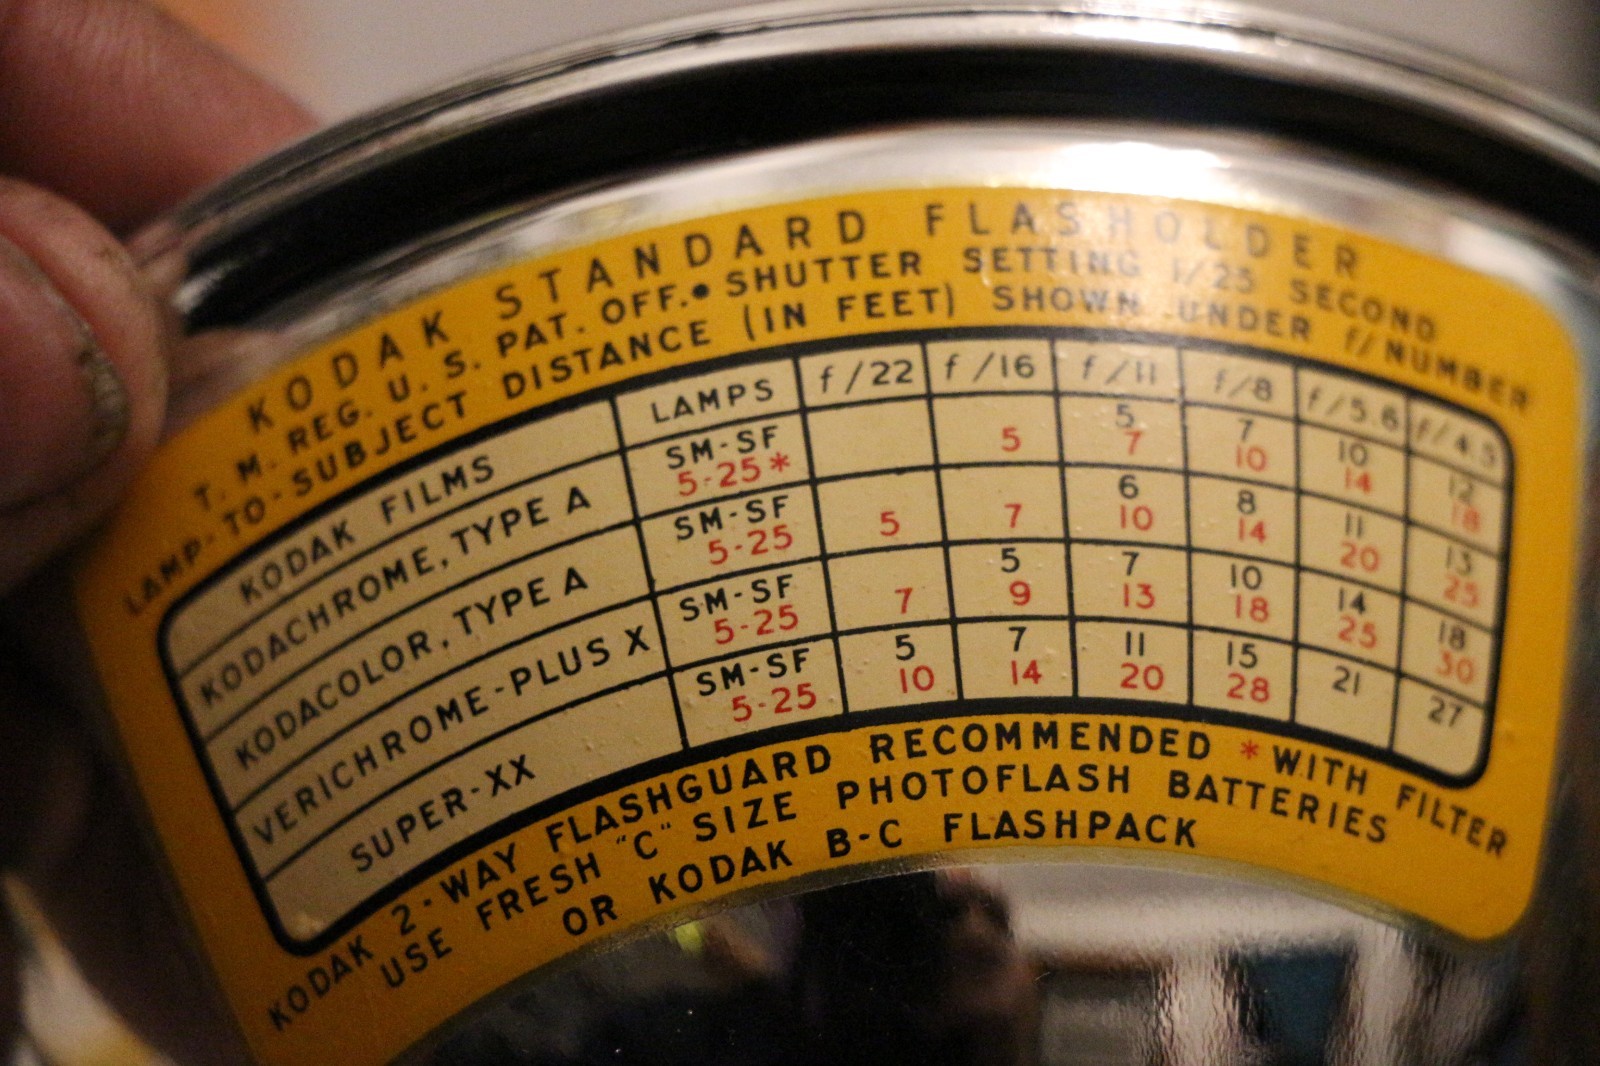 KODAK STANDARD FLASHOLDER
T. M. REG. U. S. PAT. OFF. • SHUTTER SETTING 1/25 SECOND
LAMP-TO-SUBJECT DISTANCE (IN FEET) SHOWN UNDER f/NUMBER
KODAK FILMS LAMPS f/22 f/16 f/11 f/8 f/5.6 f/4.5
KODACHROME, TYPE A SM-SF 5 7 10 12
5-25* 5 7 10 14 18
KODACOLOR, TYPE A SM-SF 6 8 11 13
5-25 5 7 10 14 20 25
VERICHROME-PLUS X SM-SF 5 7 10 14 18
5-25 7 9 13 18 25 30
SUPER-XX SM-SF 5 7 11 15 21 27
5-25 10 14 20 28
KODAK 2-WAY FLASHGUARD RECOMMENDED *WITH FILTER
USE FRESH "C" SIZE PHOTOFLASH BATTERIES
OR KODAK B-C FLASHPACK